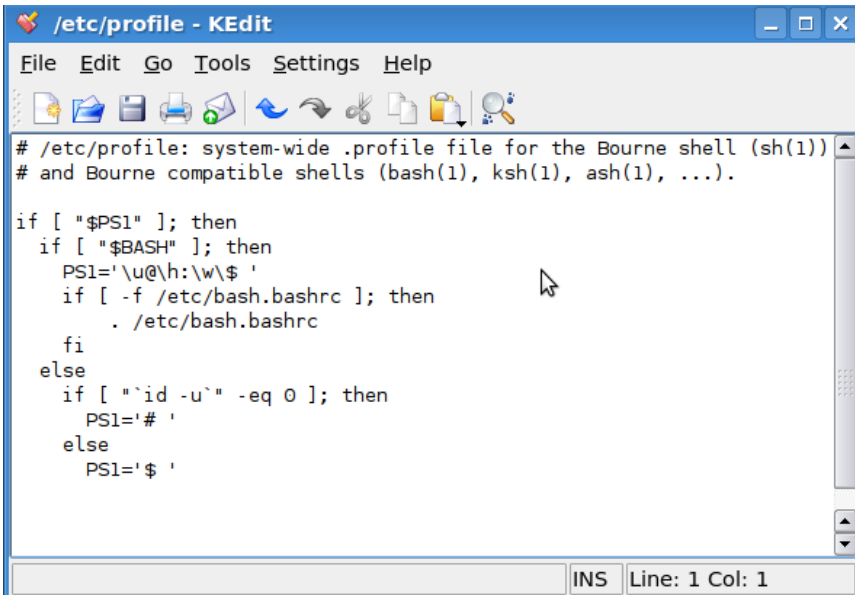 /etc/profile - KEdit
File Edit Go Tools Settings Help
# /etc/profile: system-wide .profile file for the Bourne shell (sh(1))
# and Bourne compatible shells (bash(1), ksh(1), ash(1), ...).

if [ "$PS1" ]; then
  if [ "$BASH" ]; then
    PS1='\u@\h:\w\$ '
    if [ -f /etc/bash.bashrc ]; then
        . /etc/bash.bashrc
    fi
  else
    if [ "`id -u`" -eq 0 ]; then
      PS1='# '
    else
      PS1='$ '
INS Line: 1 Col: 1